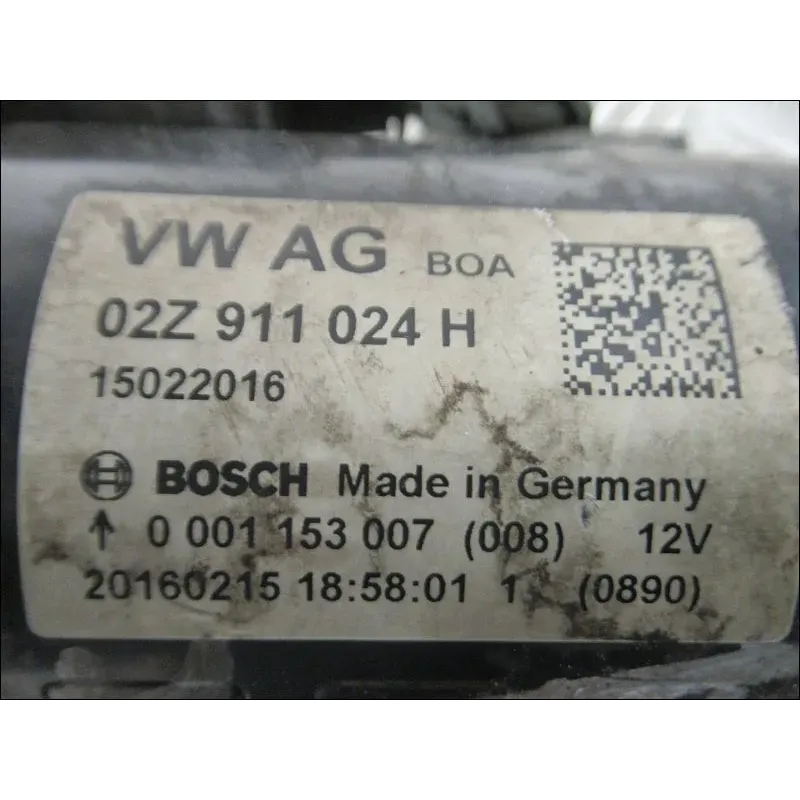 VW AG BOA
02Z 911 024 H
15022016
BOSCH Made in Germany
↑ 0 001 153 007 (008) 12V
20160215 18:58:01 1 (0890)